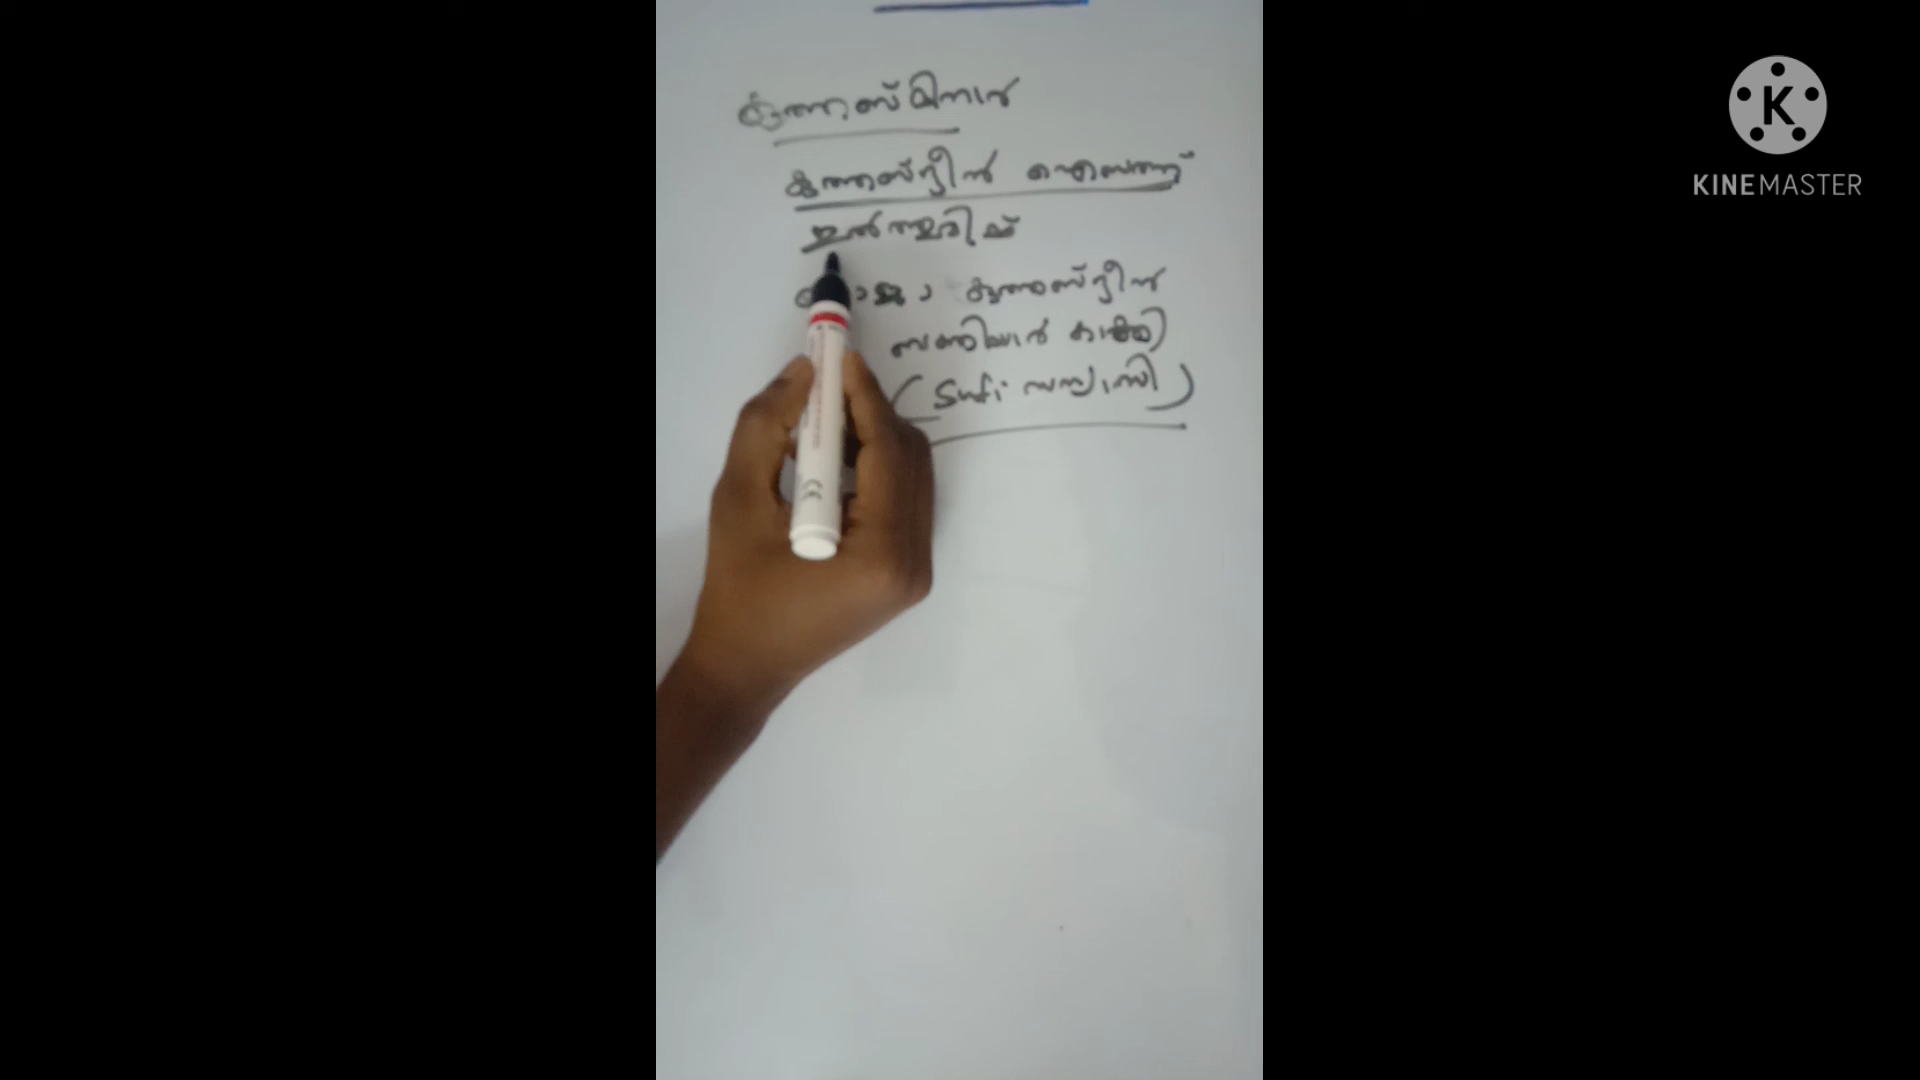 കുത്തബ്മിനാർ
കുത്തബ്ദ്ദീൻ ഐബക്ക്
ഇൽത്തുമിഷ്
കുത്തബ്ദ്ദീൻ
ബക്തിയാർ കാക്കി
(Sufi സന്യാസി)
KINEMASTER